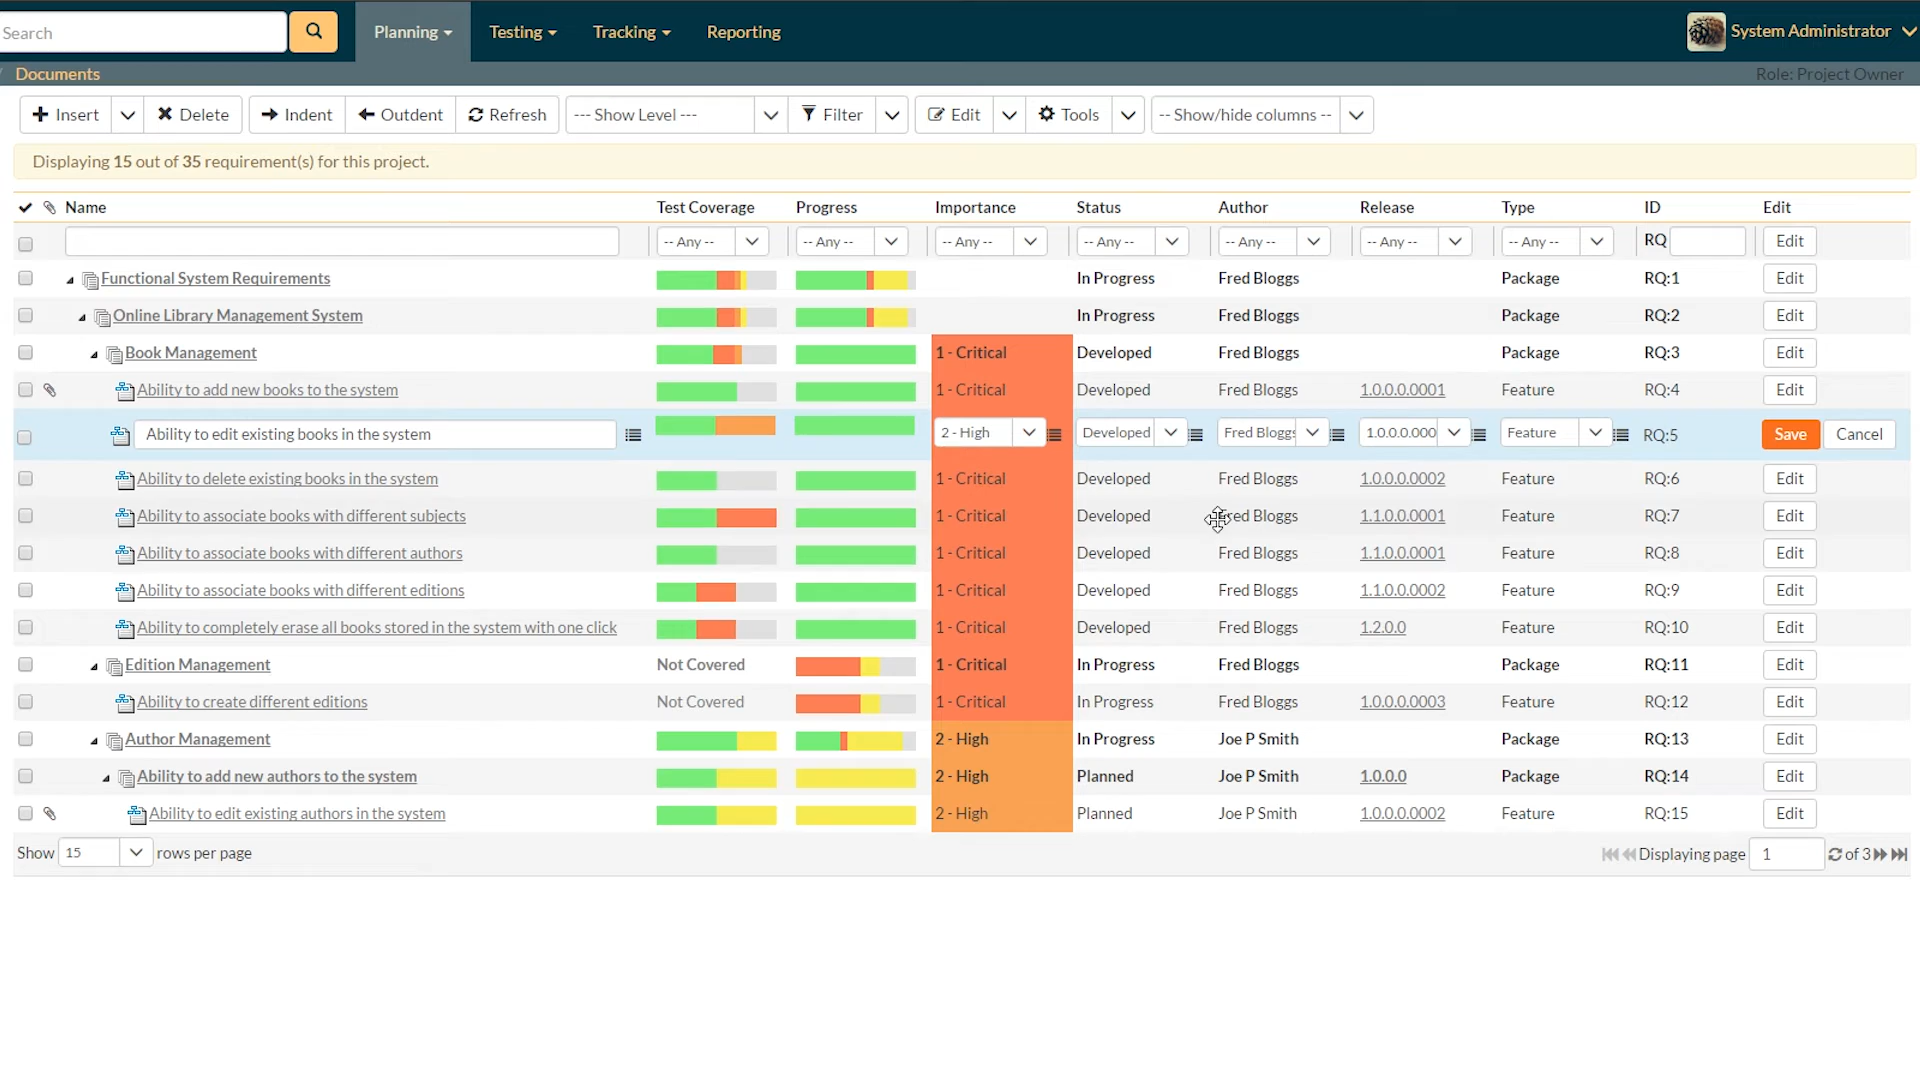 Search Planning Testing Tracking Reporting System Administrator
Documents Role: Project Owner
Insert Delete Indent Outdent Refresh --- Show Level --- Filter Edit Tools -- Show/hide columns --
Displaying 15 out of 35 requirement(s) for this project.
Name Test Coverage Progress Importance Status Author Release Type ID Edit
-- Any -- -- Any -- -- Any -- -- Any -- -- Any -- -- Any -- -- Any -- RQ Edit
Functional System Requirements In Progress Fred Bloggs Package RQ:1 Edit
Online Library Management System In Progress Fred Bloggs Package RQ:2 Edit
Book Management 1 - Critical Developed Fred Bloggs Package RQ:3 Edit
Ability to add new books to the system 1 - Critical Developed Fred Bloggs 1.0.0.0.0001 Feature RQ:4 Edit
Ability to edit existing books in the system 2 - High Developed Fred Bloggs 1.0.0.0.000 Feature RQ:5 Save Cancel
Ability to delete existing books in the system 1 - Critical Developed Fred Bloggs 1.0.0.0.0002 Feature RQ:6 Edit
Ability to associate books with different subjects 1 - Critical Developed Fred Bloggs 1.1.0.0.0001 Feature RQ:7 Edit
Ability to associate books with different authors 1 - Critical Developed Fred Bloggs 1.1.0.0.0001 Feature RQ:8 Edit
Ability to associate books with different editions 1 - Critical Developed Fred Bloggs 1.1.0.0.0002 Feature RQ:9 Edit
Ability to completely erase all books stored in the system with one click 1 - Critical Developed Fred Bloggs 1.2.0.0 Feature RQ:10 Edit
Edition Management Not Covered 1 - Critical In Progress Fred Bloggs Package RQ:11 Edit
Ability to create different editions Not Covered 1 - Critical In Progress Fred Bloggs 1.0.0.0.0003 Feature RQ:12 Edit
Author Management 2 - High In Progress Joe P Smith Package RQ:13 Edit
Ability to add new authors to the system 2 - High Planned Joe P Smith 1.0.0.0 Package RQ:14 Edit
Ability to edit existing authors in the system 2 - High Planned Joe P Smith 1.0.0.0.0002 Feature RQ:15 Edit
Show 15 rows per page Displaying page 1 of 3